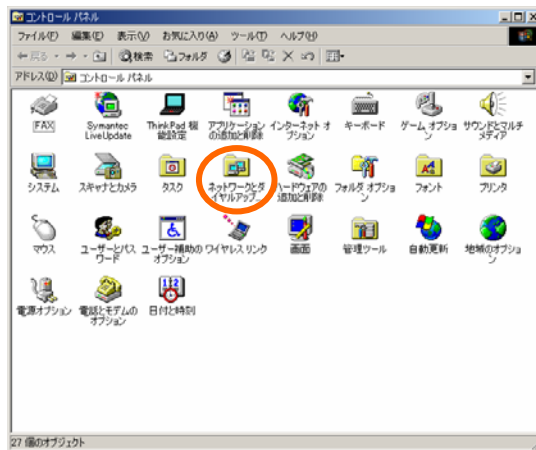 コントロール パネル
ファイル(F) 編集(E) 表示(V) お気に入り(A) ツール(T) ヘルプ(H)
戻る 検索 フォルダ
アドレス(D) コントロール パネル
FAX
Symantec
LiveUpdate
ThinkPad 機
能設定
アプリケーション
の追加と削除
インターネット オ
プション
キーボード
ゲーム オプショ
ン
サウンドとマルチ
メディア
システム
スキャナとカメラ
タスク
ネットワークとダ
イヤルアップ...
ハードウェアの
追加と削除
フォルダ オプショ
ン
フォント
プリンタ
マウス
ユーザーとパス
ワード
ユーザー補助の
オプション
ワイヤレス リンク
画面
管理ツール
自動更新
地域のオプショ
ン
電源オプション
電話とモデムの
オプション
日付と時刻
27 個のオブジェクト